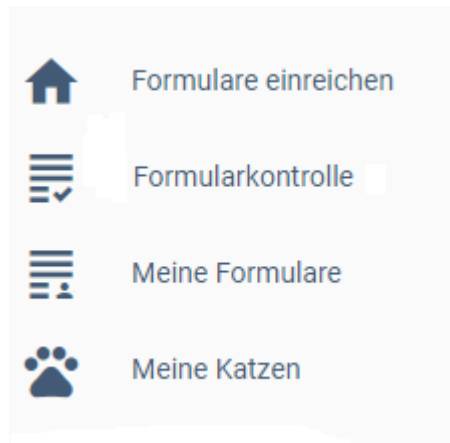 Formulare einreichen
Formularkontrolle
Meine Formulare
Meine Katzen